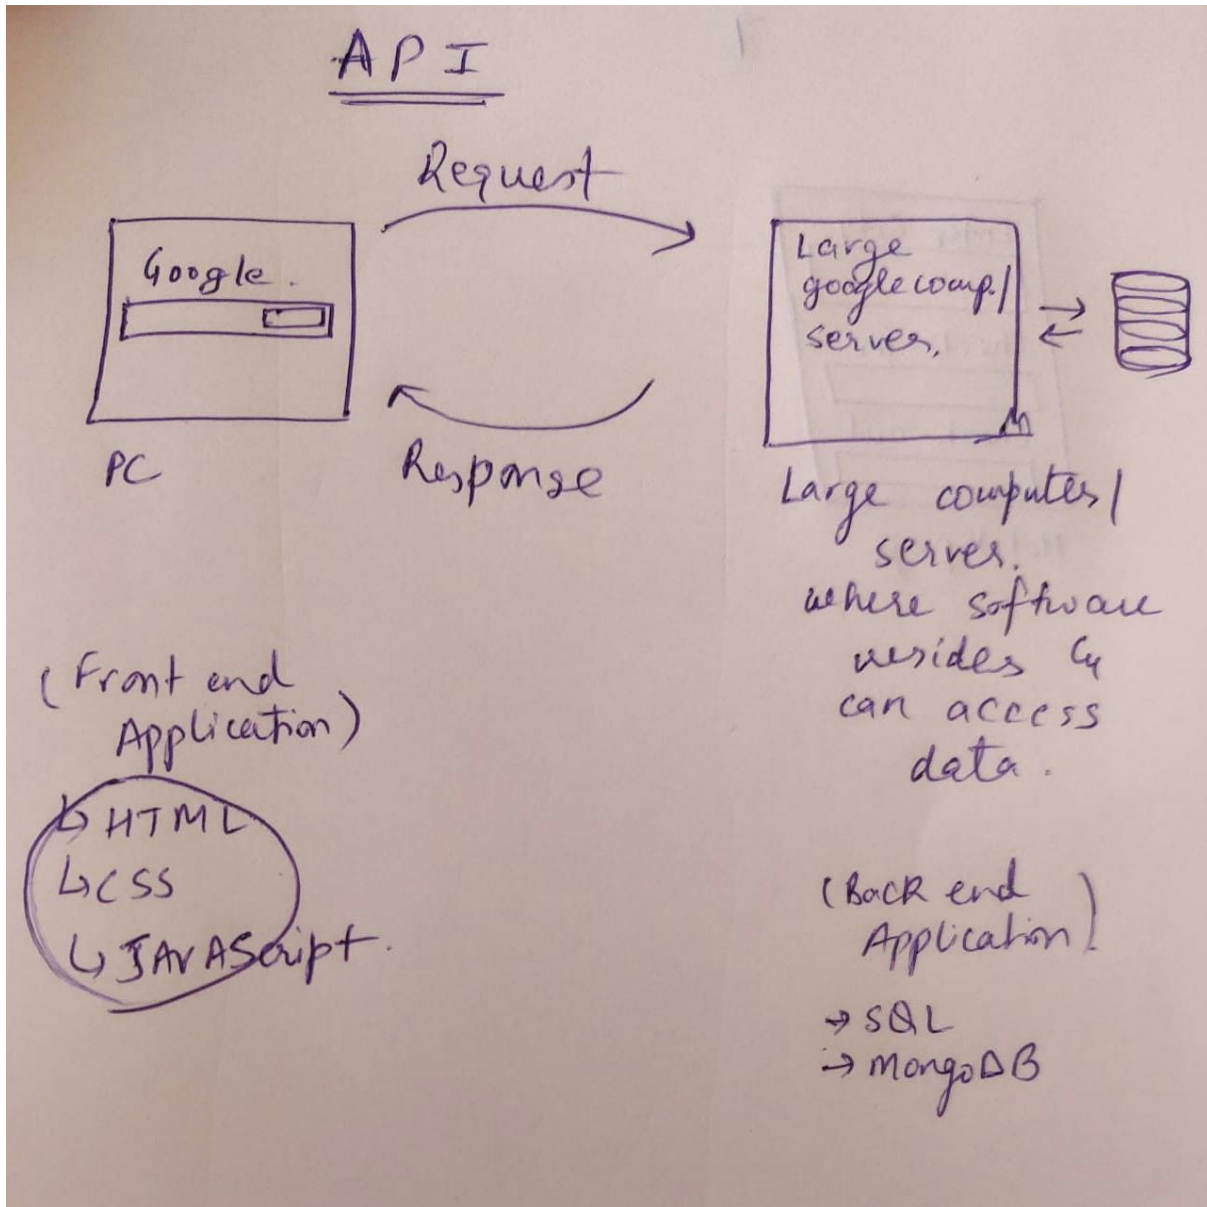 API
Request
Google.
Large
google comp./
server.
PC
Response
Large computer/
server.
where software
resides &
can access
data.
(Front end
Application)
↳ HTML
↳ CSS
↳ JAVAScript.
(Back end
Application)
→ SQL
→ MongoDB